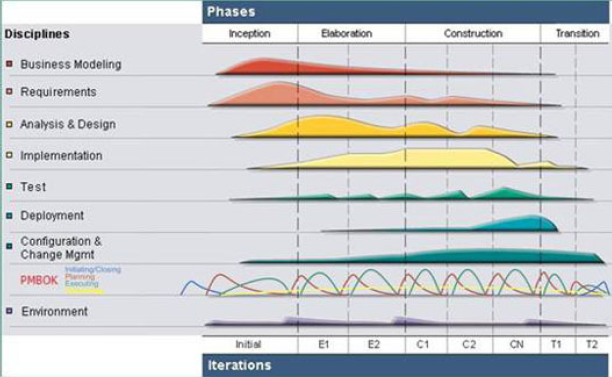 Phases
Disciplines
Inception
Elaboration
Construction
Transition
Business Modeling
Requirements
Analysis & Design
Implementation
Test
Deployment
Configuration &
Change Mgmt
PMBOK
Initiating/Closing
Planning
Executing
Environment
Initial
E1
E2
C1
C2
CN
T1
T2
Iterations